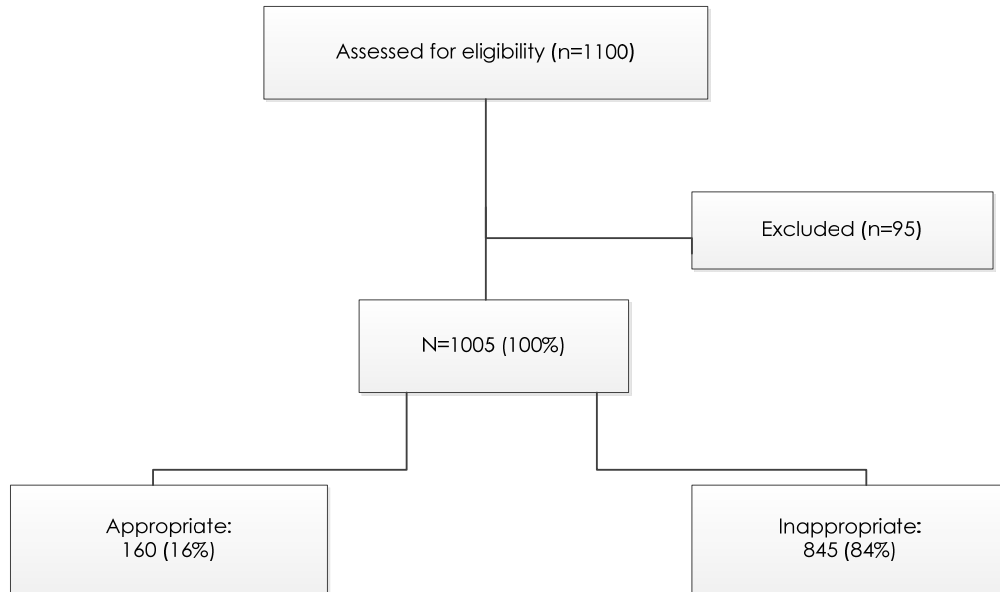 Assessed for eligibility (n=1100)
Excluded (n=95)
N=1005 (100%)
Appropriate:
160 (16%)
Inappropriate:
845 (84%)